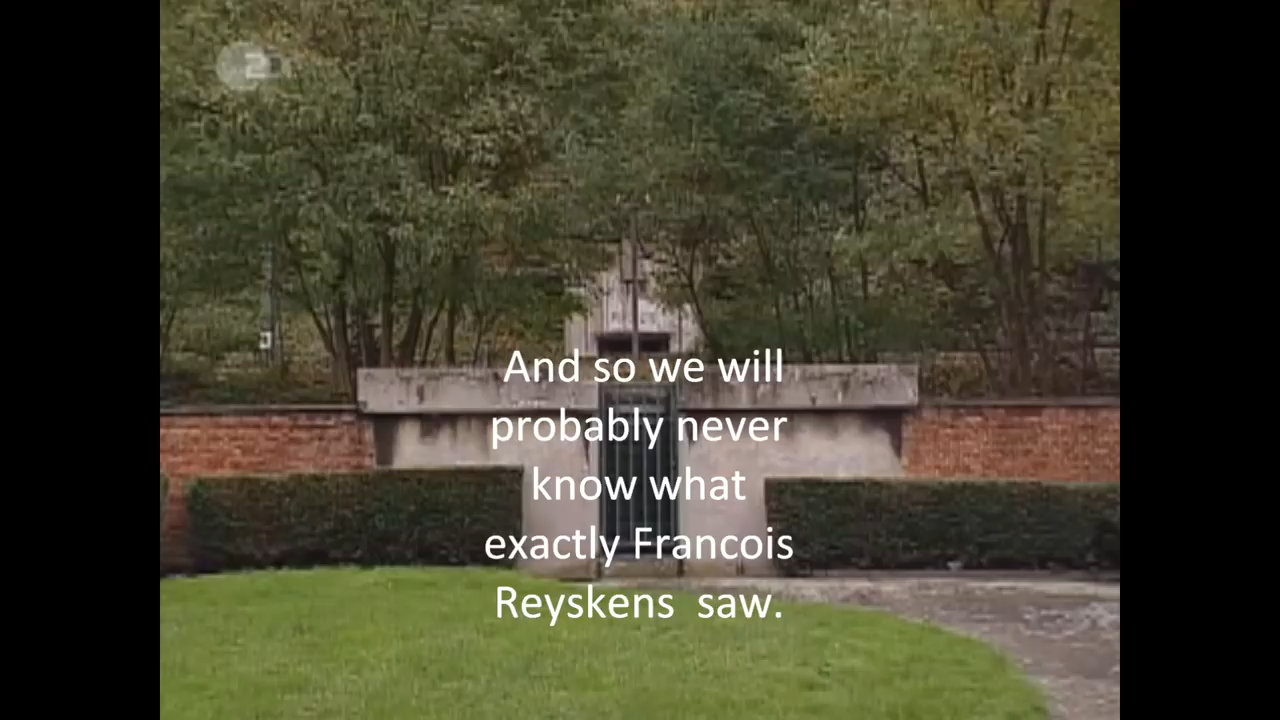 And so we will
probably never
know what
exactly Francois
Reyskens  saw.